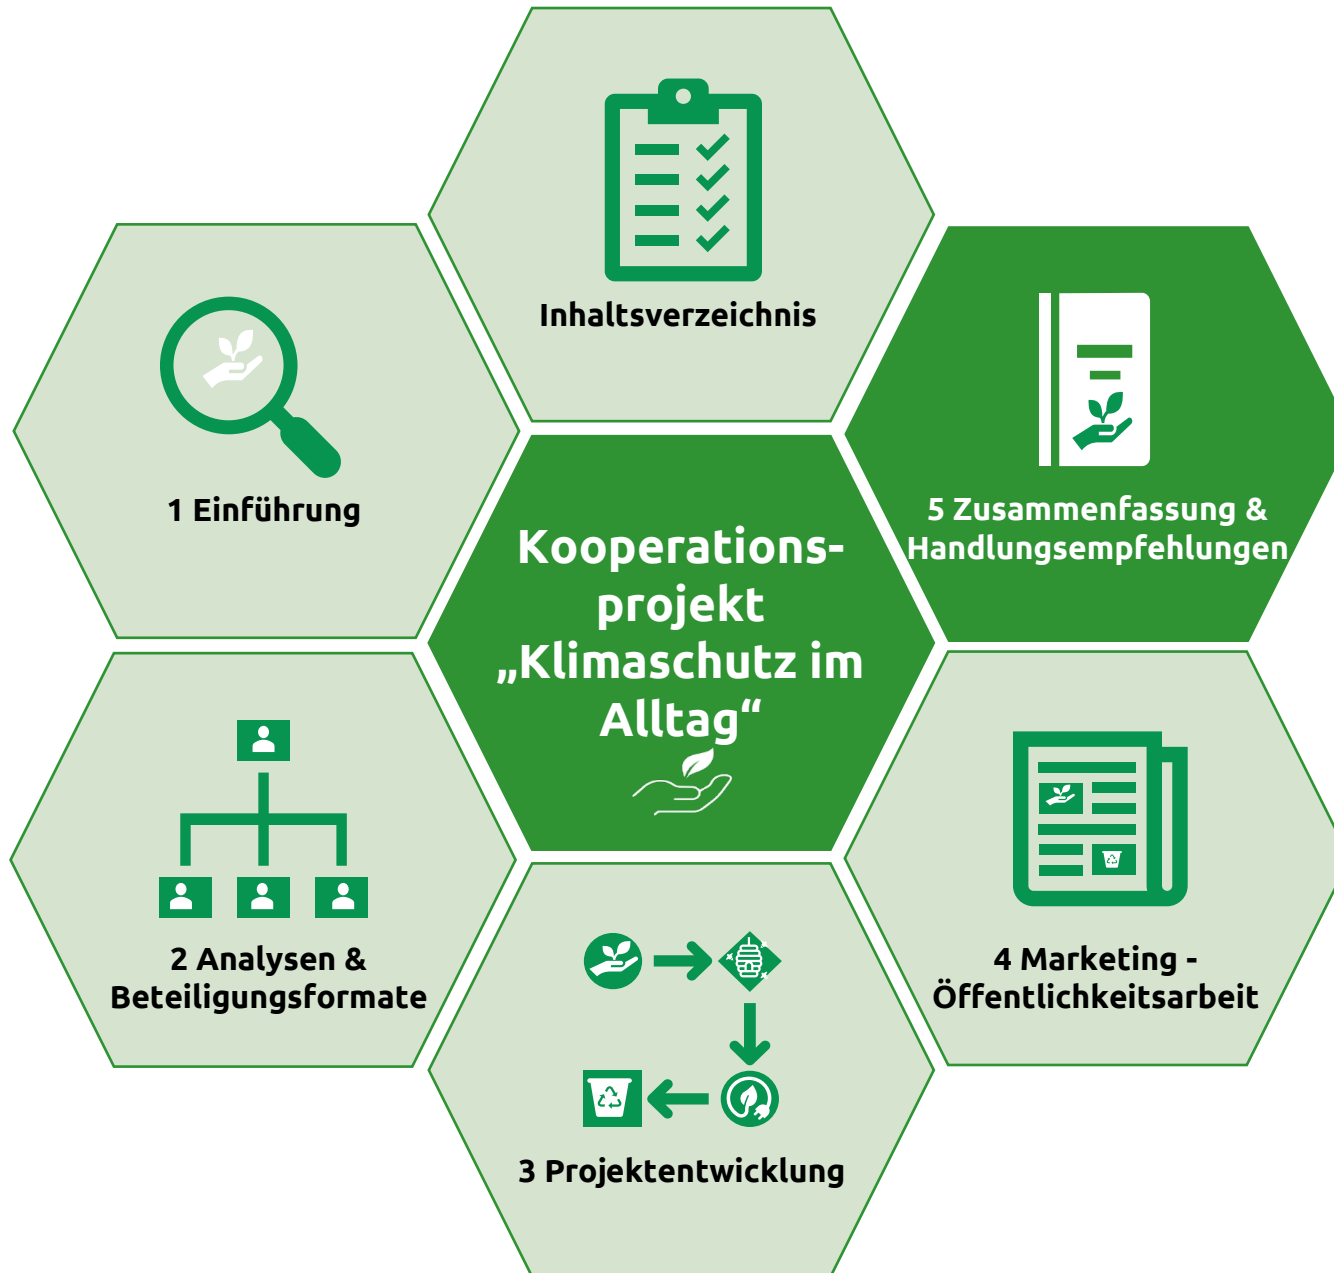 Inhaltsverzeichnis
1 Einführung
5 Zusammenfassung &
Handlungsempfehlungen
Kooperations-
projekt
„Klimaschutz im
Alltag“
2 Analysen &
Beteiligungsformate
4 Marketing -
Öffentlichkeitsarbeit
3 Projektentwicklung